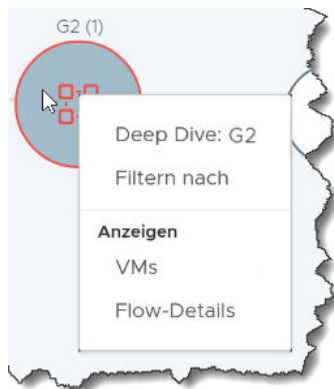 G2 (1)
Deep Dive: G2
Filtern nach
Anzeigen
VMs
Flow-Details